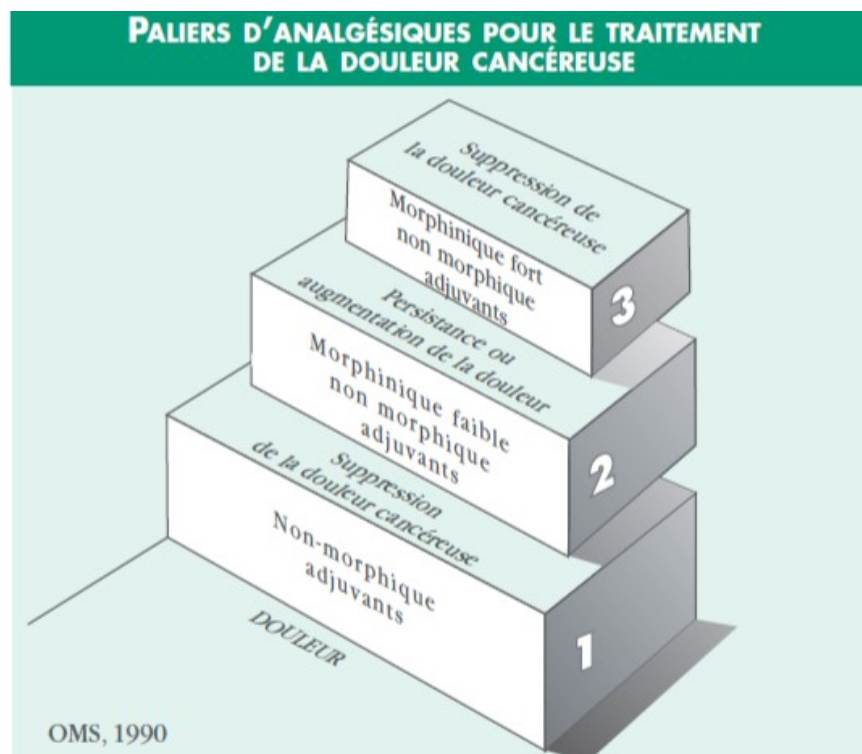 PALIERS D'ANALGÉSIQUES POUR LE TRAITEMENT
DE LA DOULEUR CANCÉREUSE
Suppression de
la douleur cancéreuse
Morphinique fort
non morphique
adjuvants
3
Persistance ou
augmentation de la douleur
Morphinique faible
non morphique
adjuvants
2
Suppression
de la douleur cancéreuse
Non-morphique
adjuvants
1
DOULEUR
OMS, 1990